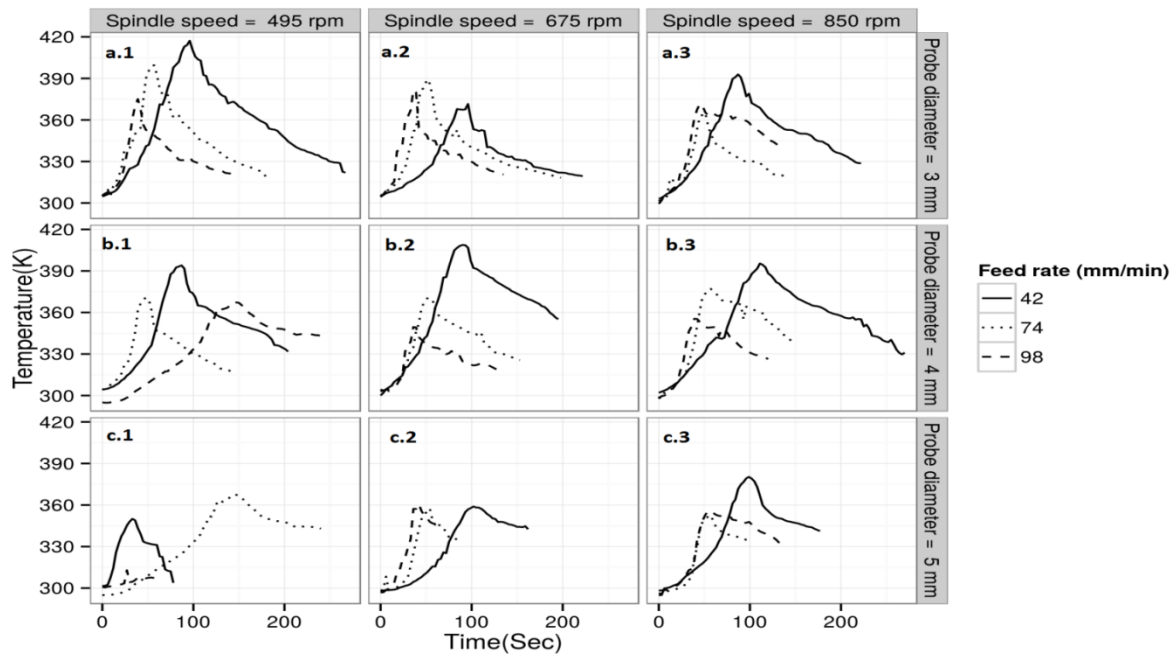 Spindle speed = 495 rpm
Spindle speed = 675 rpm
Spindle speed = 850 rpm
a.1
a.2
a.3
420
390
360
330
300
Probe diameter = 3 mm
b.1
b.2
b.3
420
390
360
330
300
Probe diameter = 4 mm
c.1
c.2
c.3
420
390
360
330
300
Probe diameter = 5 mm
Temperature(K)
0 100 200
0 100 200
0 100 200
Time(Sec)
Feed rate (mm/min)
42
74
98